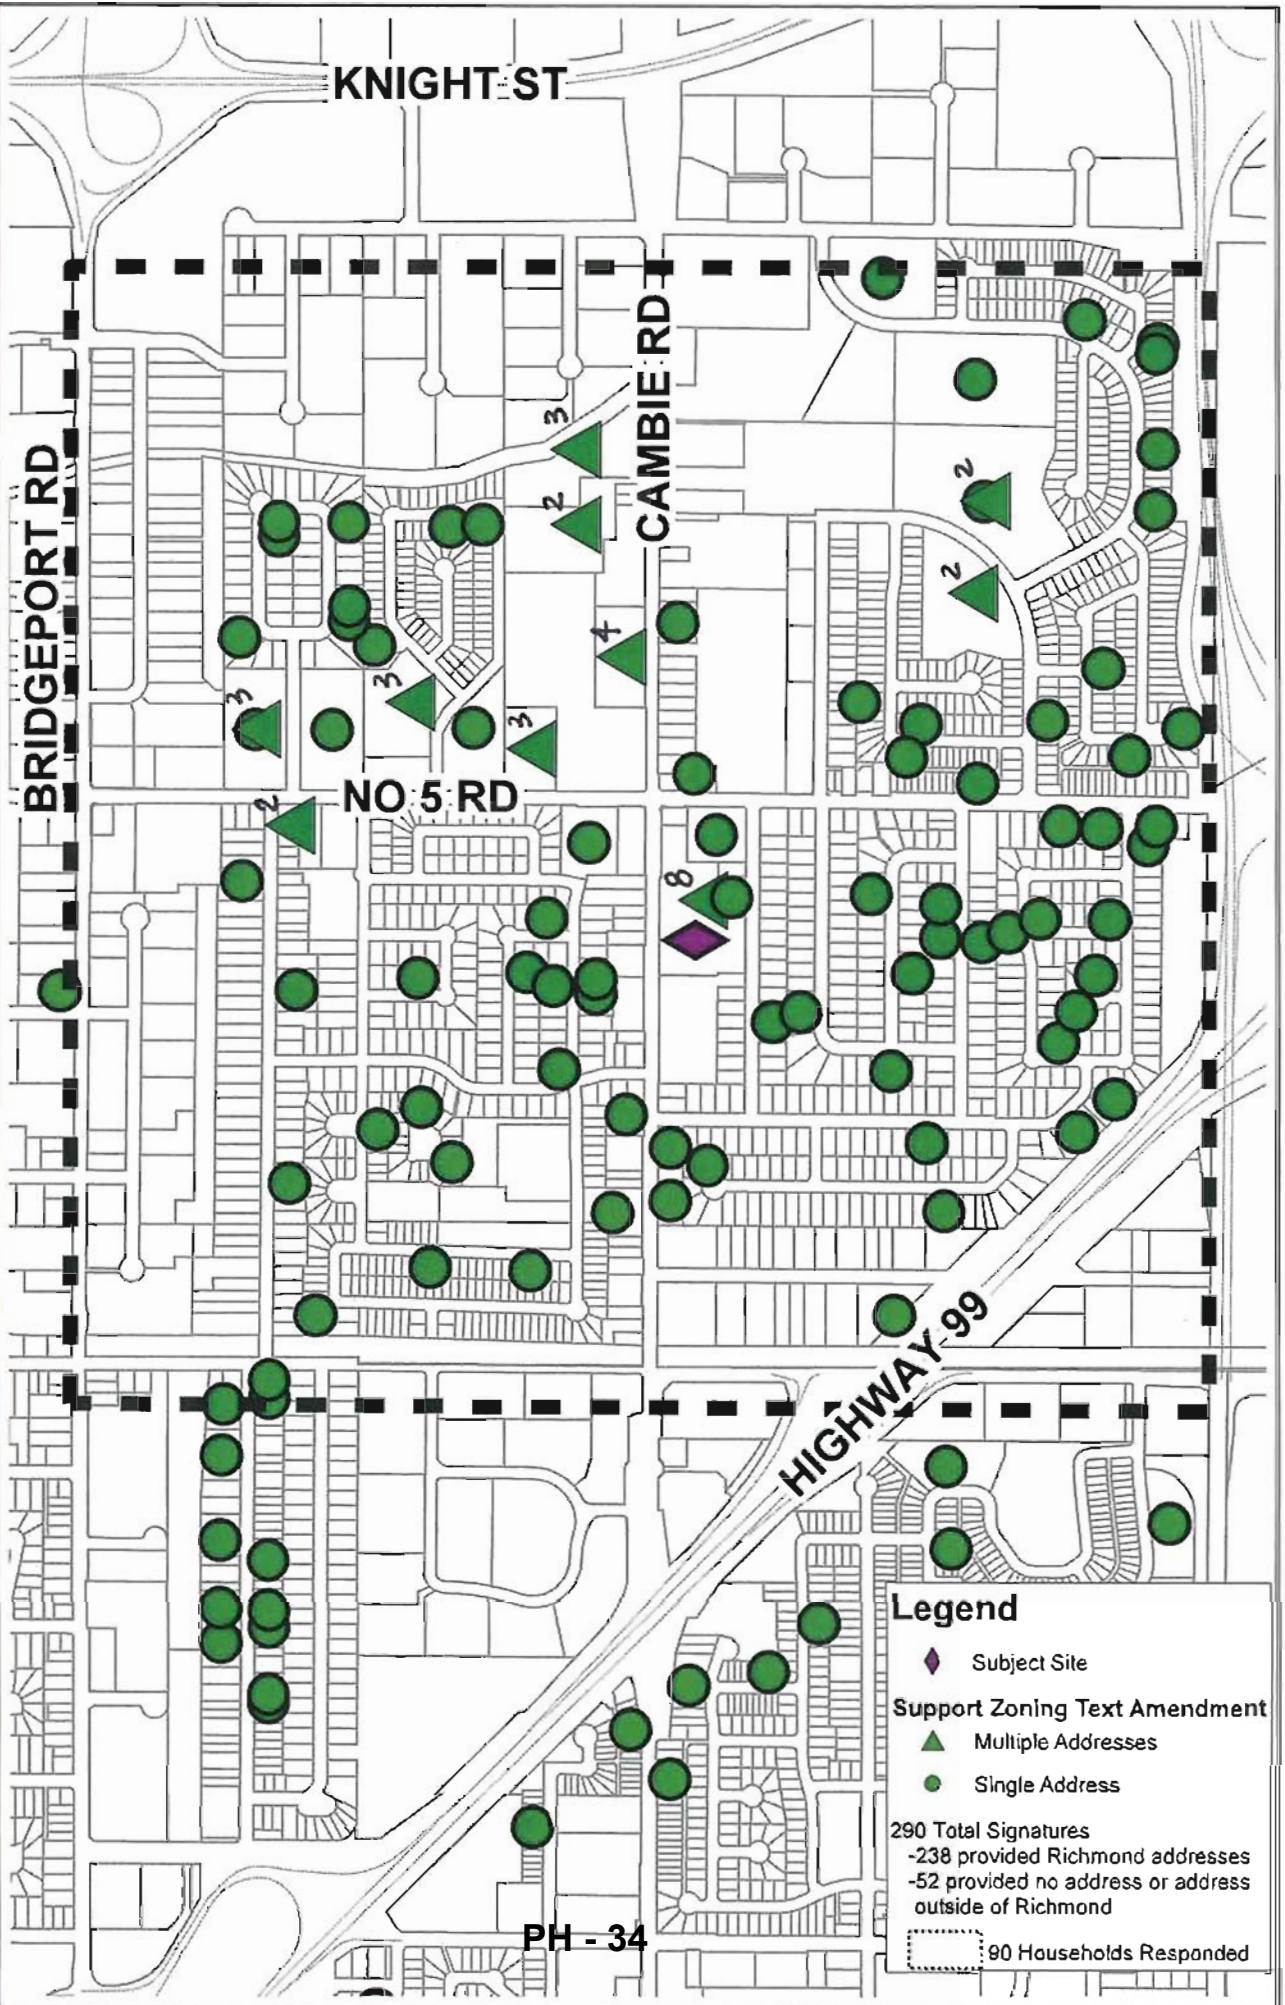 KNIGHT ST
CAMBIE RD
BRIDGEPORT RD
3
2
2
2
4
3
3
3
2
NO 5 RD
8
HIGHWAY 99
Legend
Subject Site
Support Zoning Text Amendment
Multiple Addresses
Single Address
290 Total Signatures
-238 provided Richmond addresses
-52 provided no address or address
outside of Richmond
90 Households Responded
PH - 34